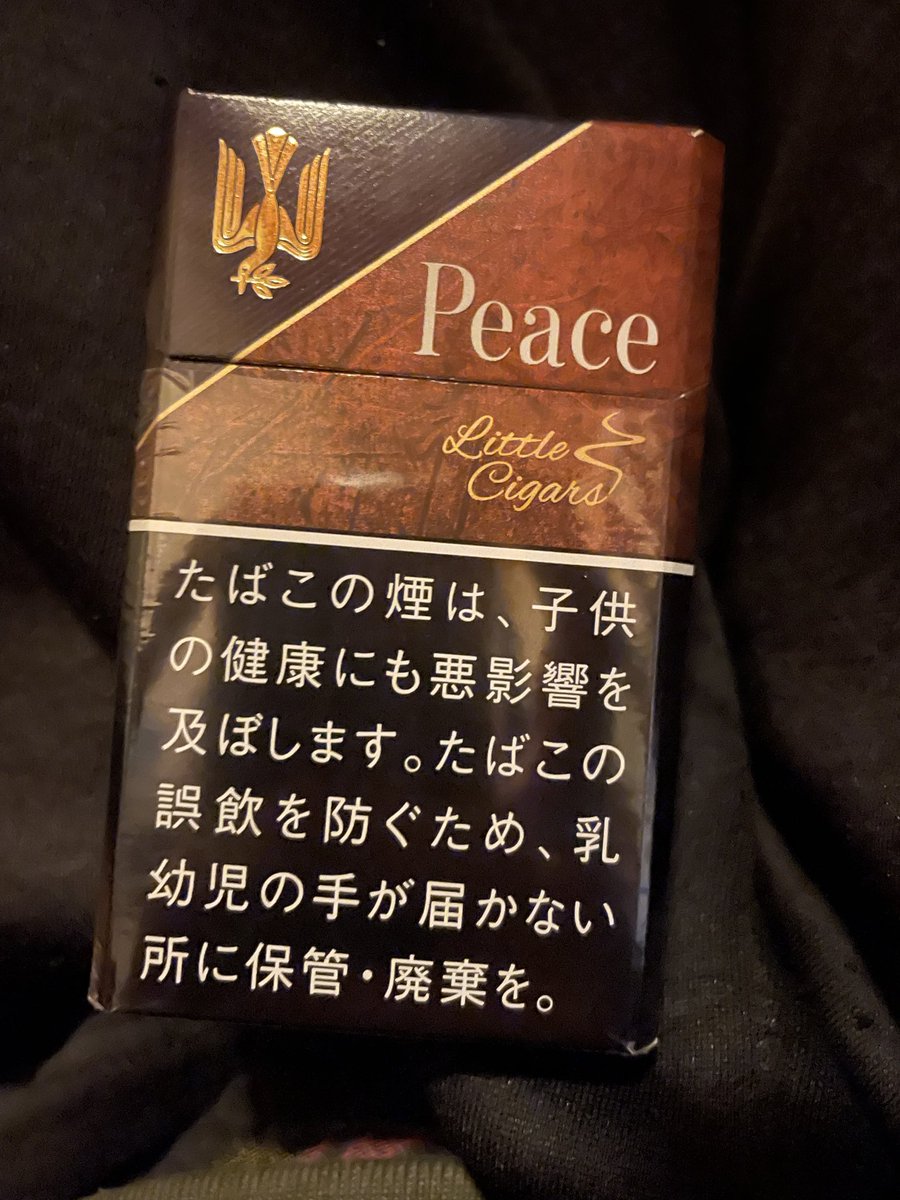 Peace
Little
Cigars
たばこの煙は、子供
の健康にも悪影響を
及ぼします。たばこの
誤飲を防ぐため、乳
幼児の手が届かない
所に保管・廃棄を。